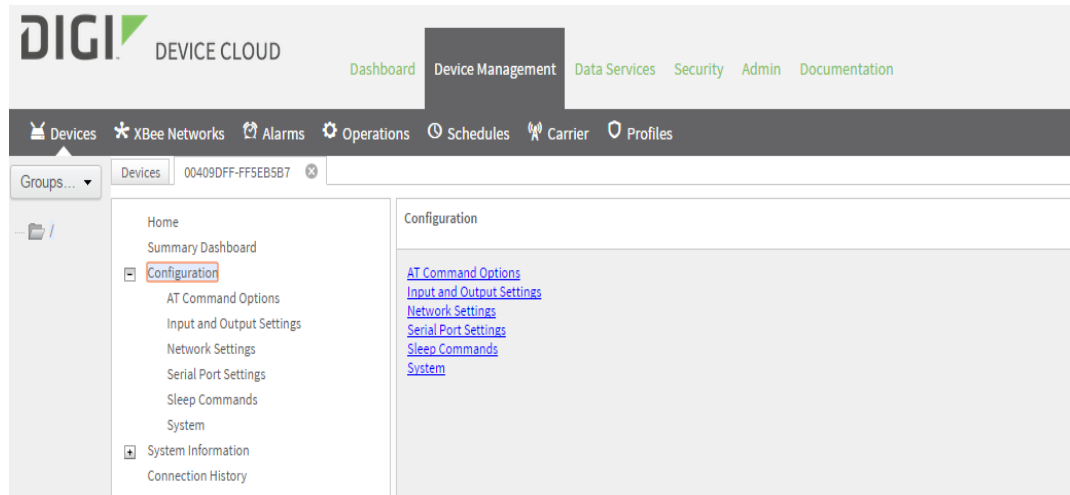 DIGI DEVICE CLOUD
Dashboard Device Management Data Services Security Admin Documentation
Devices XBee Networks Alarms Operations Schedules Carrier Profiles
Groups...
Devices 00409DFF-FF5EB5B7
/
Home
Summary Dashboard
Configuration
AT Command Options
Input and Output Settings
Network Settings
Serial Port Settings
Sleep Commands
System
System Information
Connection History
Configuration
AT Command Options
Input and Output Settings
Network Settings
Serial Port Settings
Sleep Commands
System